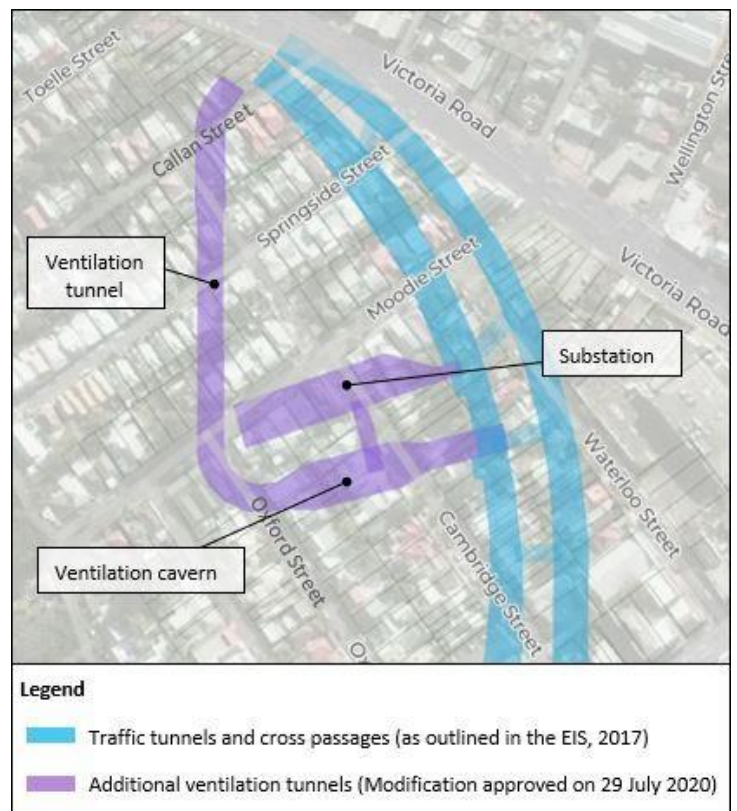 Toelle Street
Victoria Road
Wellington Stre
Callan Street
Springside Street
Ventilation
tunnel
Moodie Street
Victoria Road
Substation
Waterloo Street
Oxford Street
Cambridge Street
Ventilation cavern
Ox
Legend
Traffic tunnels and cross passages (as outlined in the EIS, 2017)
Additional ventilation tunnels (Modification approved on 29 July 2020)